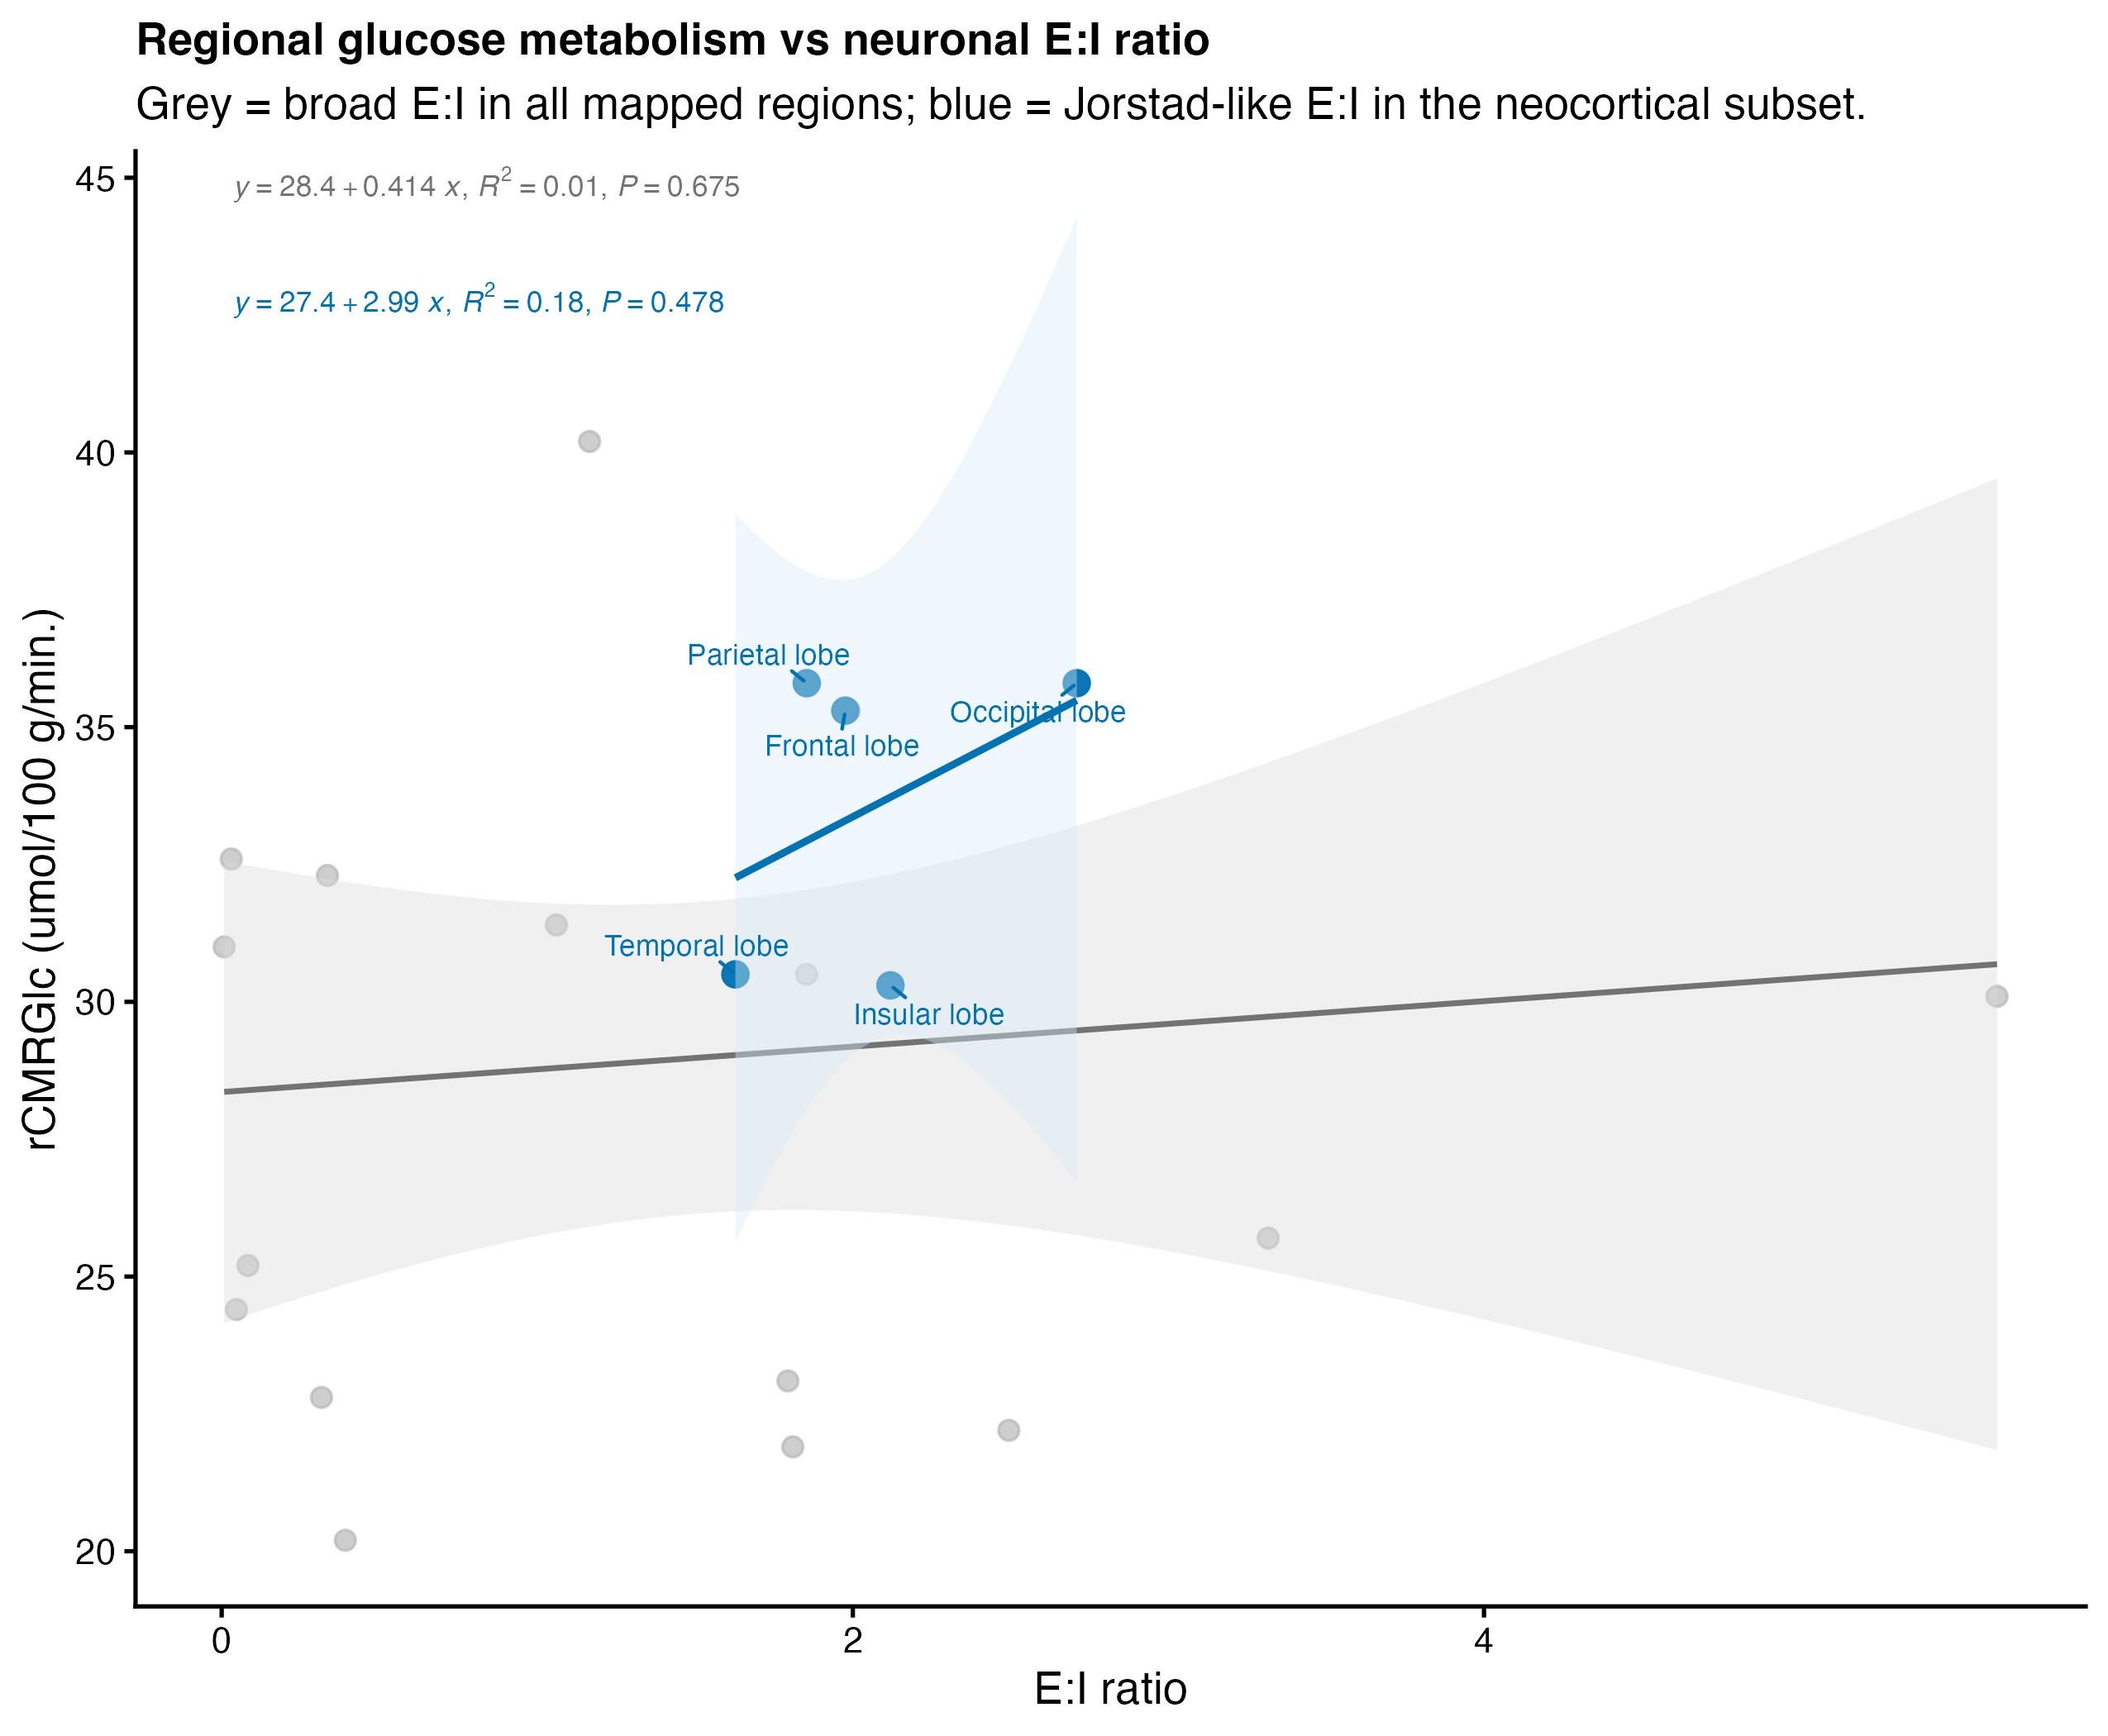 Regional glucose metabolism vs neuronal E:I ratio
Grey = broad E:I in all mapped regions; blue = Jorstad-like E:I in the neocortical subset.
45
y = 28.4 + 0.414 x, R² = 0.01, P = 0.675
y = 27.4 + 2.99 x, R² = 0.18, P = 0.478
40
Parietal lobe
Occipital lobe
35
Frontal lobe
rCMRGlc (umol/100 g/min.)
Temporal lobe
30
Insular lobe
25
20
0
2
4
E:I ratio